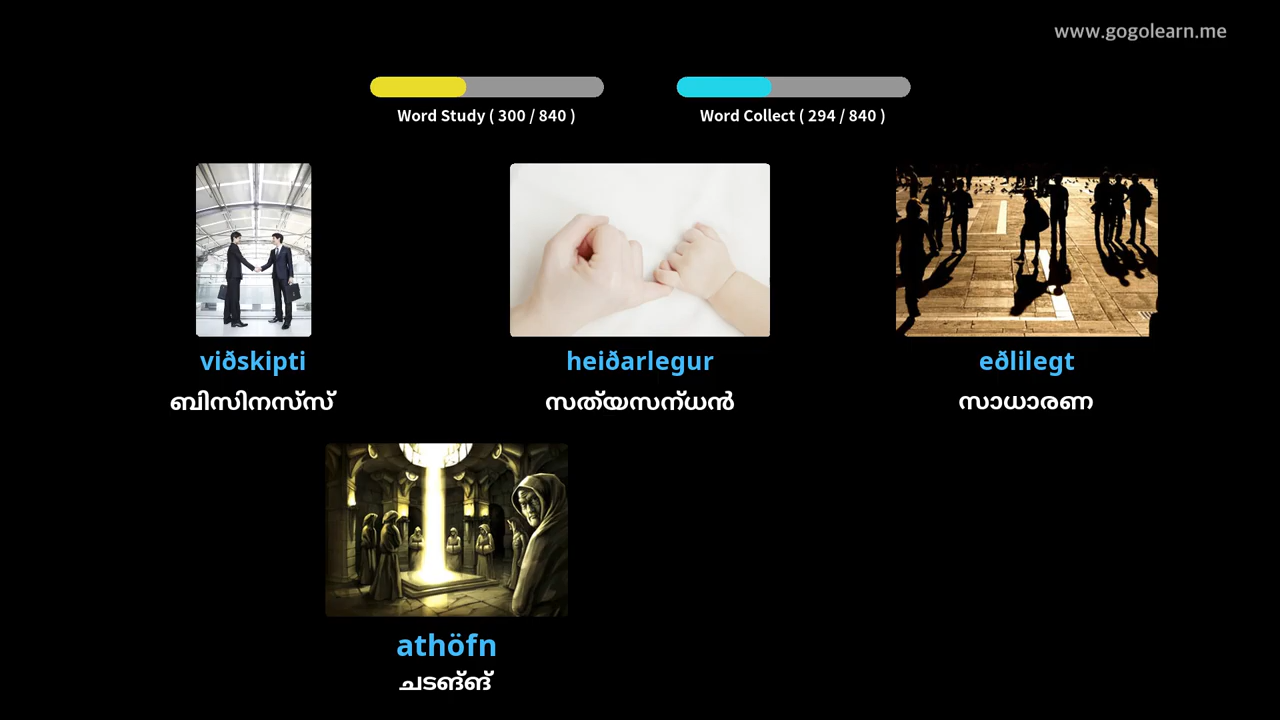 www.gogolearn.me
Word Study ( 300 / 840 )
Word Collect ( 294 / 840 )
viðskipti
heiðarlegur
eðlilegt
ബിസിനസ്സ്
സത്യസന്ധൻ
സാധാരണ
athöfn
ചടങ്ങ്